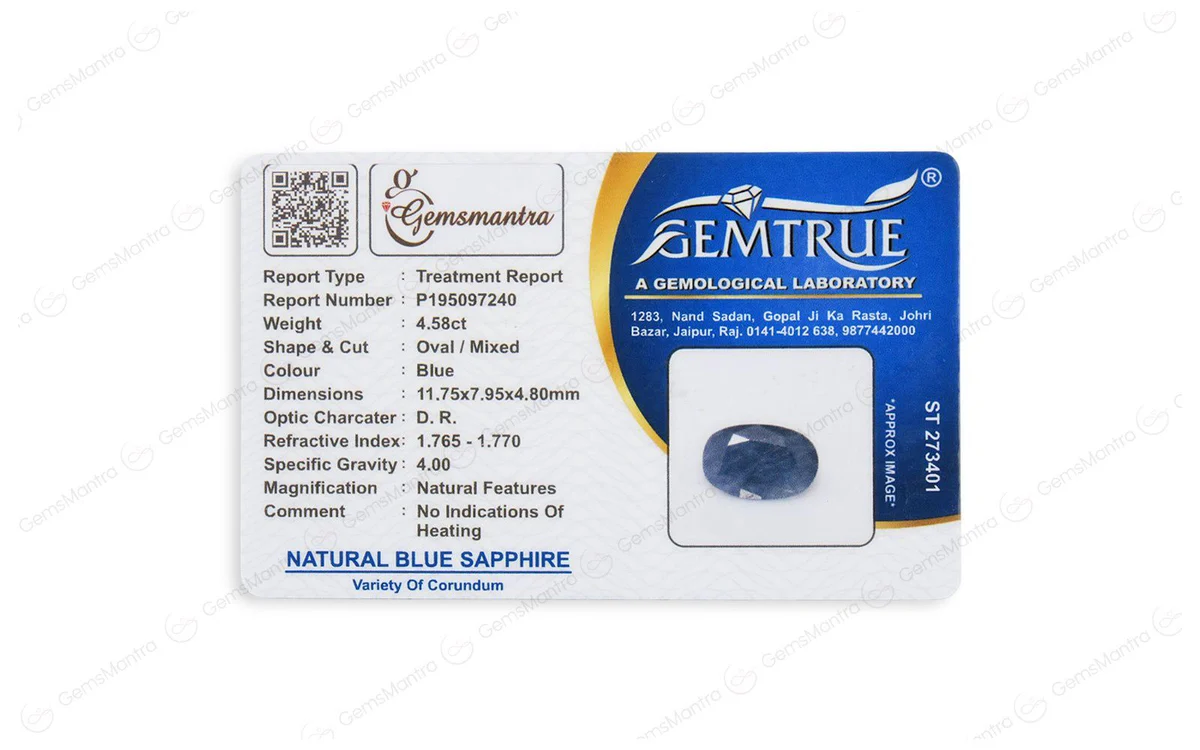 Gemsmantra
Report Type : Treatment Report
Report Number : P195097240
Weight : 4.58ct
Shape & Cut : Oval / Mixed
Colour : Blue
Dimensions : 11.75x7.95x4.80mm
Optic Charcater : D. R.
Refractive Index: 1.765 - 1.770
Specific Gravity : 4.00
Magnification : Natural Features
Comment : No Indications Of
Heating
NATURAL BLUE SAPPHIRE
Variety Of Corundum
GEMTRUE ®
A GEMOLOGICAL LABORATORY
1283, Nand Sadan, Gopal Ji Ka Rasta, Johri
Bazar, Jaipur, Raj. 0141-4012 638, 9877442000
*APPROX IMAGE*
ST 273401
GemsMantra